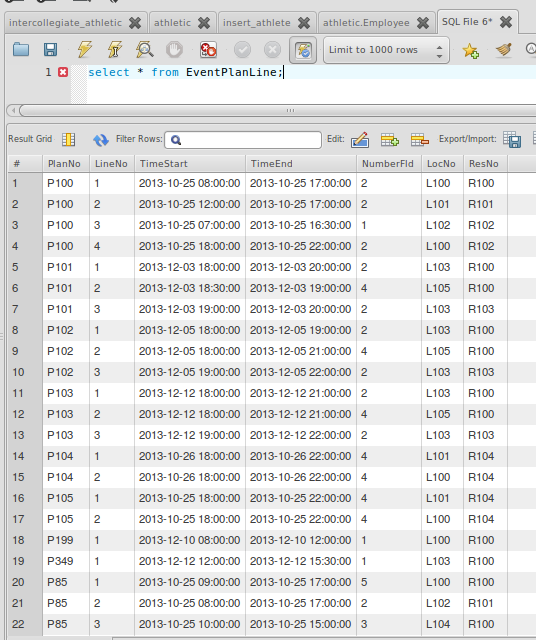 intercollegiate_athletic athletic insert_athlete athletic.Employee SQL File 6*
Limit to 1000 rows
1 select * from EventPlanLine;
Result Grid Filter Rows: Edit: Export/Import:
# PlanNo LineNo TimeStart TimeEnd NumberFld LocNo ResNo
1 P100 1 2013-10-25 08:00:00 2013-10-25 17:00:00 2 L100 R100
2 P100 2 2013-10-25 12:00:00 2013-10-25 17:00:00 2 L101 R101
3 P100 3 2013-10-25 07:00:00 2013-10-25 16:30:00 1 L102 R102
4 P100 4 2013-10-25 18:00:00 2013-10-25 22:00:00 2 L100 R102
5 P101 1 2013-12-03 18:00:00 2013-12-03 20:00:00 2 L103 R100
6 P101 2 2013-12-03 18:30:00 2013-12-03 19:00:00 4 L105 R100
7 P101 3 2013-12-03 19:00:00 2013-12-03 20:00:00 2 L103 R103
8 P102 1 2013-12-05 18:00:00 2013-12-05 19:00:00 2 L103 R100
9 P102 2 2013-12-05 18:00:00 2013-12-05 21:00:00 4 L105 R100
10 P102 3 2013-12-05 19:00:00 2013-12-05 22:00:00 2 L103 R103
11 P103 1 2013-12-12 18:00:00 2013-12-12 21:00:00 2 L103 R100
12 P103 2 2013-12-12 18:00:00 2013-12-12 21:00:00 4 L105 R100
13 P103 3 2013-12-12 19:00:00 2013-12-12 22:00:00 2 L103 R103
14 P104 1 2013-10-26 18:00:00 2013-10-26 22:00:00 4 L101 R104
15 P104 2 2013-10-26 18:00:00 2013-10-26 22:00:00 4 L100 R104
16 P105 1 2013-10-25 18:00:00 2013-10-25 22:00:00 4 L101 R104
17 P105 2 2013-10-25 18:00:00 2013-10-25 22:00:00 4 L100 R104
18 P199 1 2013-12-10 08:00:00 2013-12-10 12:00:00 1 L100 R100
19 P349 1 2013-12-12 12:00:00 2013-12-12 15:30:00 1 L103 R100
20 P85 1 2013-10-25 09:00:00 2013-10-25 17:00:00 5 L100 R100
21 P85 2 2013-10-25 08:00:00 2013-10-25 17:00:00 2 L102 R101
22 P85 3 2013-10-25 10:00:00 2013-10-25 15:00:00 3 L104 R100